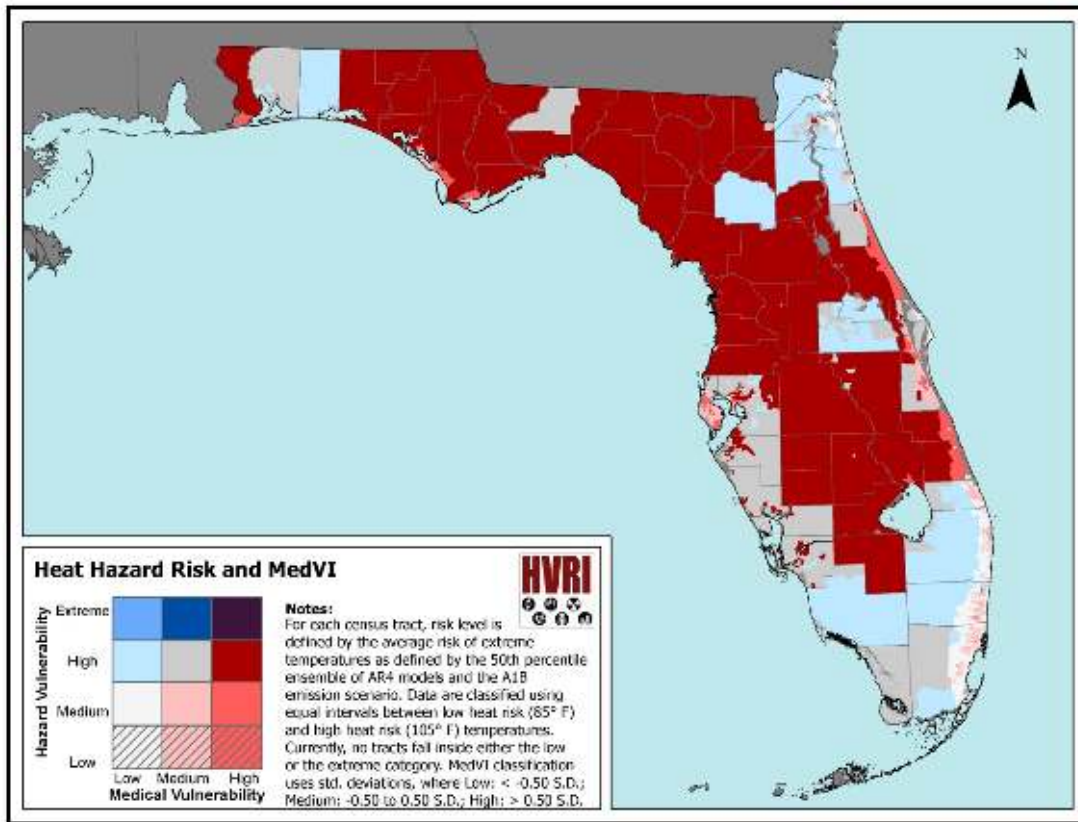 N
Heat Hazard Risk and MedVI
HVRI
Hazard Vulnerability
Extreme
High
Medium
Low
Low Medium High
Medical Vulnerability
Notes:
For each census tract, risk level is
defined by the average risk of extreme
temperatures as defined by the 50th percentile
ensemble of AR4 models and the A1B
emission scenario. Data are classified using
equal intervals between low heat risk (85° F)
and high heat risk (105° F) temperatures.
Currently, no tracts fall inside either the low
or the extreme category. MedVI classification
uses std. deviations, where Low: < -0.50 S.D.;
Medium: -0.50 to 0.50 S.D.; High: > 0.50 S.D.